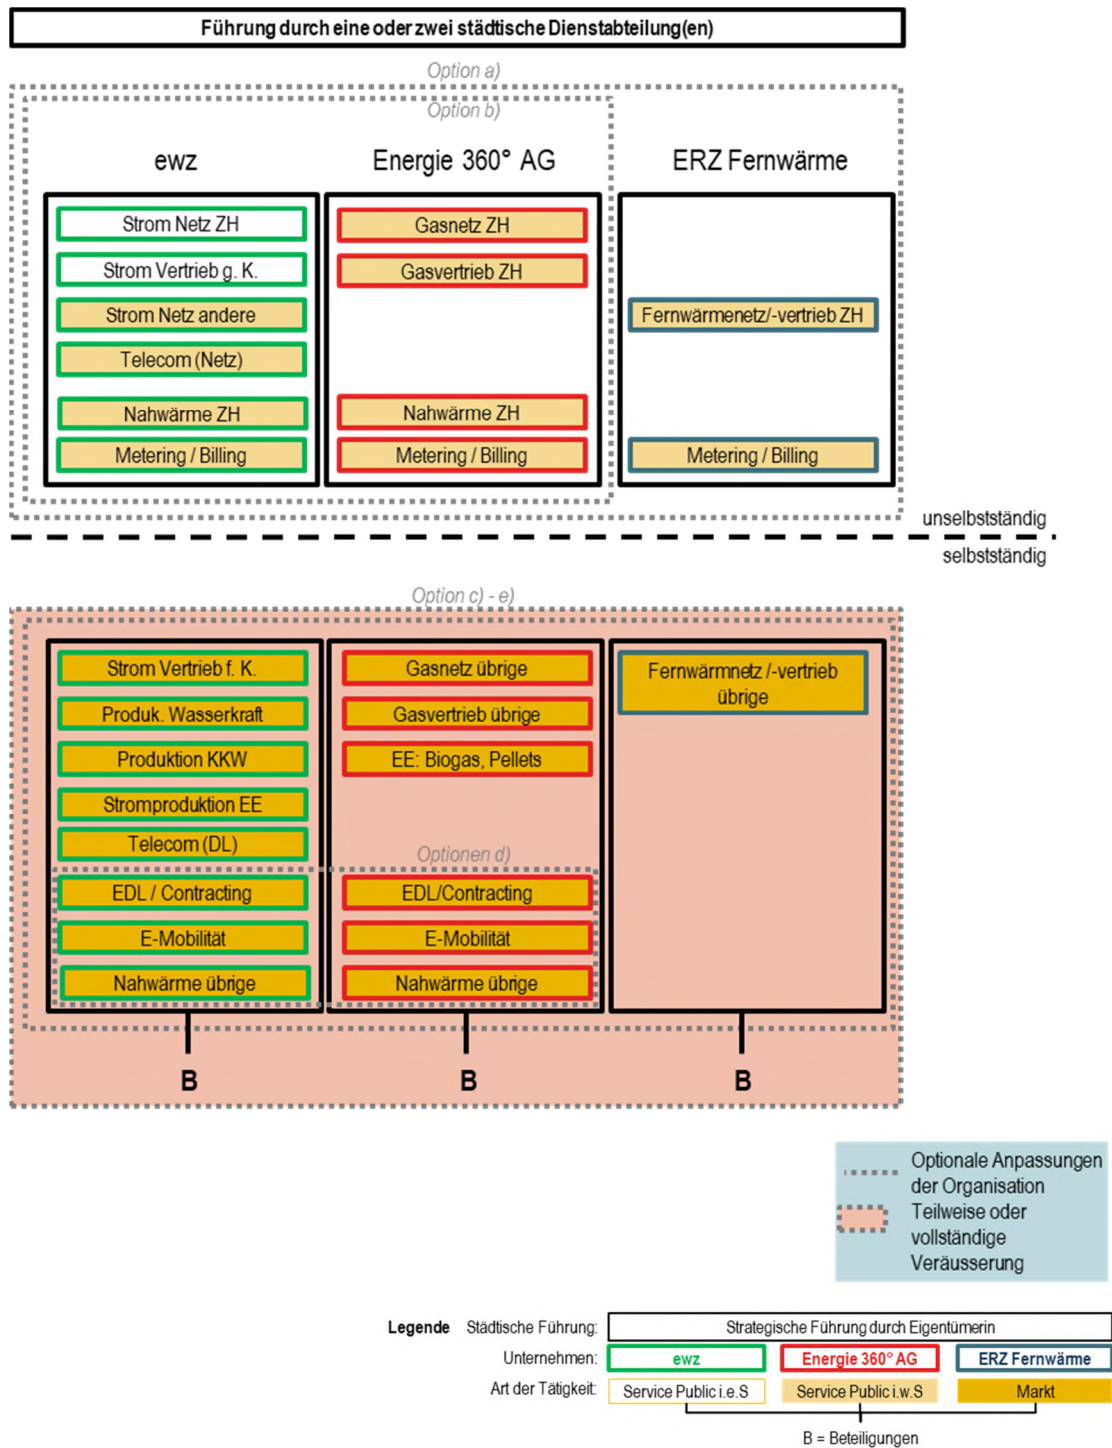 Führung durch eine oder zwei städtische Dienstabteilung(en)
Option a)
Option b)
ewz
Energie 360° AG
ERZ Fernwärme
Strom Netz ZH
Strom Vertrieb g. K.
Strom Netz andere
Telecom (Netz)
Nahwärme ZH
Metering / Billing
Gasnetz ZH
Gasvertrieb ZH
Nahwärme ZH
Metering / Billing
Fernwärmenetz/-vertrieb ZH
Metering / Billing
unselbstständig
selbstständig
Option c) - e)
Strom Vertrieb f. K.
Produk. Wasserkraft
Produktion KKW
Stromproduktion EE
Telecom (DL)
EDL / Contracting
E-Mobilität
Nahwärme übrige
Gasnetz übrige
Gasvertrieb übrige
EE: Biogas, Pellets
Optionen d)
EDL/Contracting
E-Mobilität
Nahwärme übrige
Fernwärmnetz /-vertrieb
übrige
B
B
B
Optionale Anpassungen
der Organisation
Teilweise oder
vollständige
Veräusserung
Legende Städtische Führung: Strategische Führung durch Eigentümerin
Unternehmen: ewz Energie 360° AG ERZ Fernwärme
Art der Tätigkeit: Service Public i.e.S Service Public i.w.S Markt
B = Beteiligungen